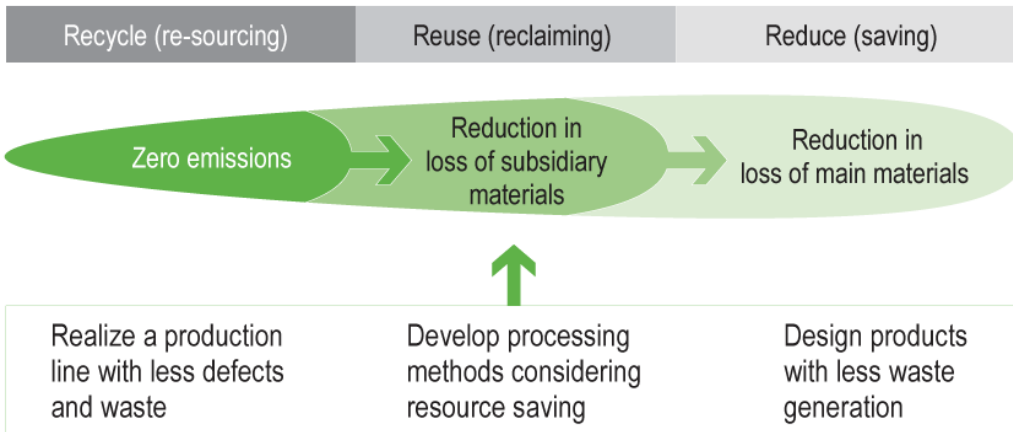 Recycle (re-sourcing)
Reuse (reclaiming)
Reduce (saving)
Zero emissions
Reduction in
loss of subsidiary
materials
Reduction in
loss of main materials
Realize a production
line with less defects
and waste
Develop processing
methods considering
resource saving
Design products
with less waste
generation